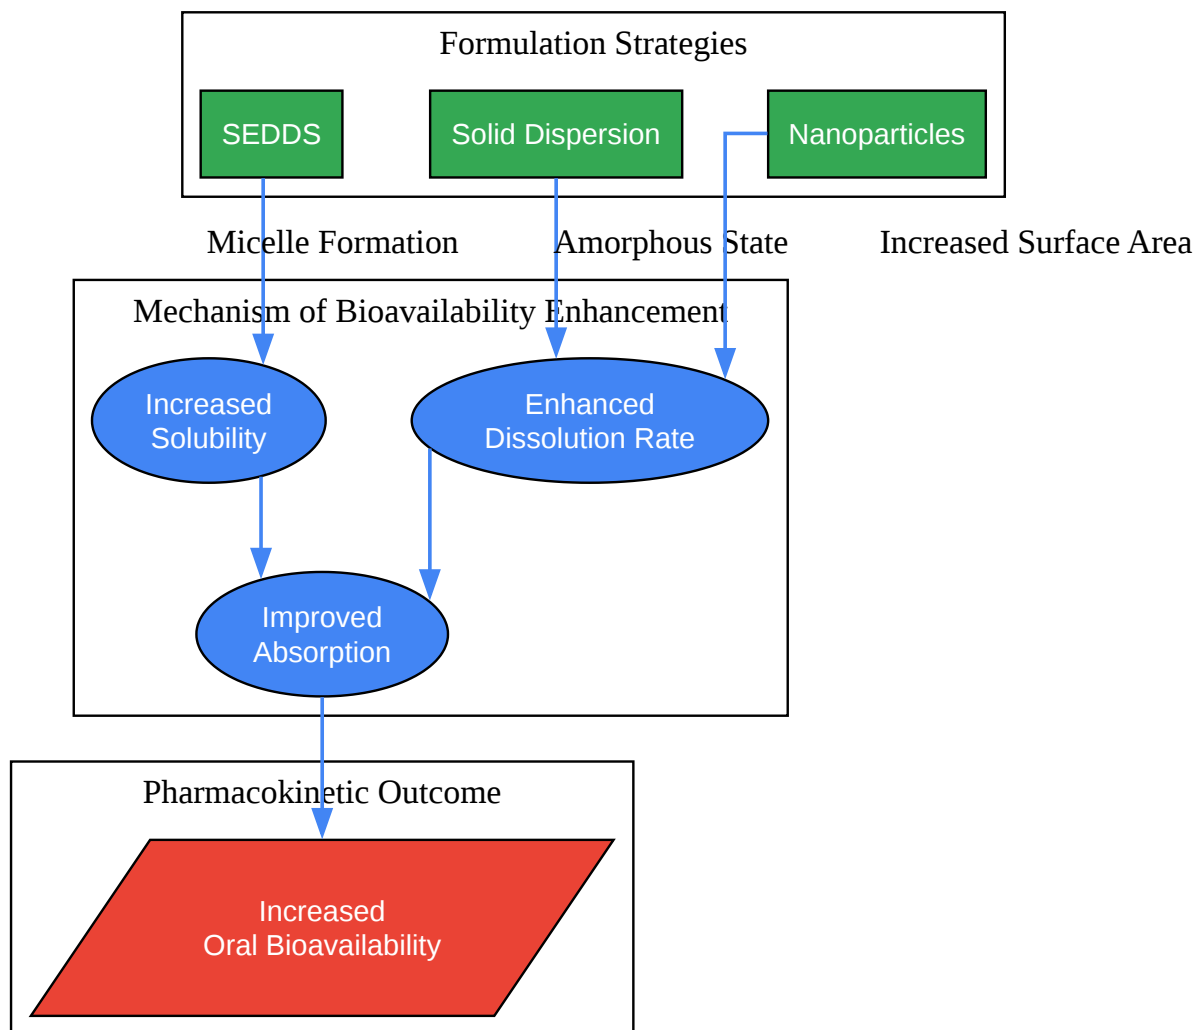 Formulation Strategies
SEDDS
Solid Dispersion
Nanoparticles
Micelle Formation
Amorphous State
Increased Surface Area
Mechanism of Bioavailability Enhancement
Increased
Solubility
Enhanced
Dissolution Rate
Improved
Absorption
Pharmacokinetic Outcome
Increased
Oral Bioavailability